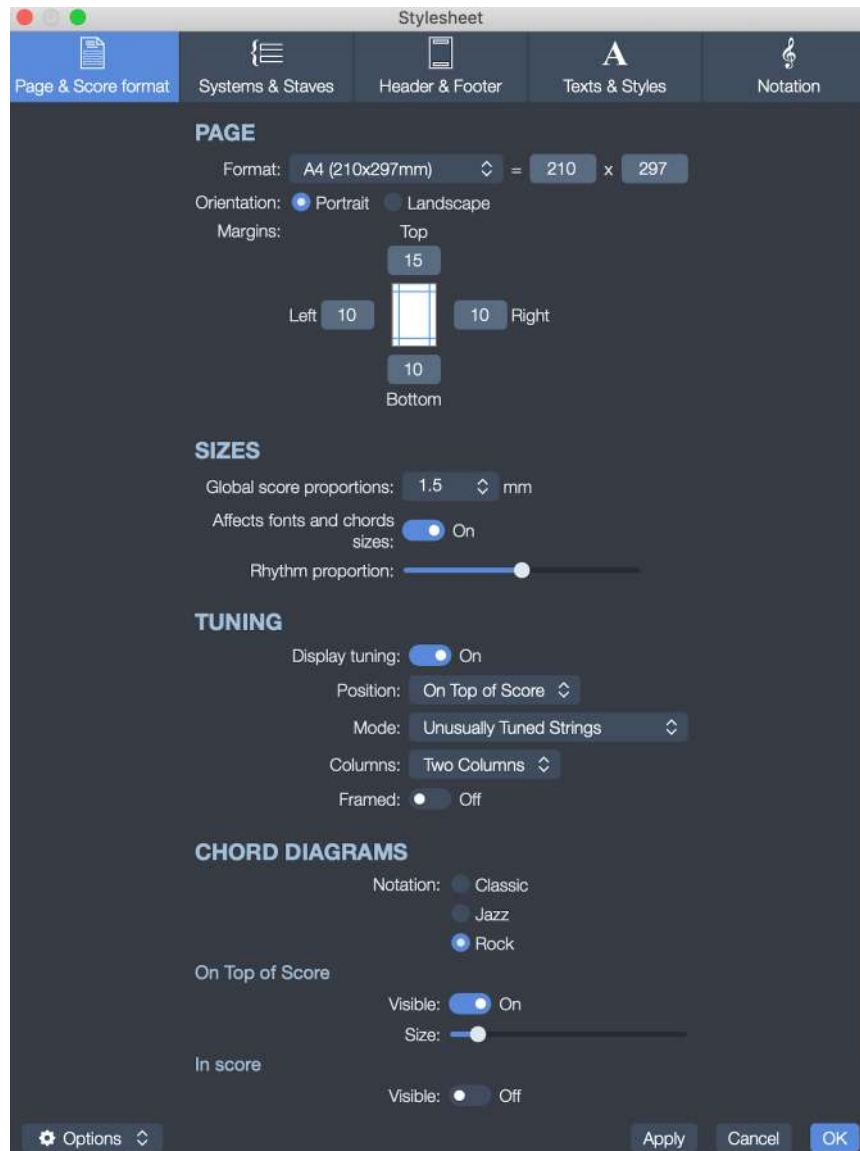 Stylesheet
Page & Score format Systems & Staves Header & Footer Texts & Styles Notation
PAGE
Format: A4 (210x297mm) = 210 x 297
Orientation: Portrait Landscape
Margins: Top
15
Left 10 10 Right
10
Bottom
SIZES
Global score proportions: 1.5 mm
Affects fonts and chords
sizes: On
Rhythm proportion:
TUNING
Display tuning: On
Position: On Top of Score
Mode: Unusually Tuned Strings
Columns: Two Columns
Framed: Off
CHORD DIAGRAMS
Notation: Classic
Jazz
Rock
On Top of Score
Visible: On
Size:
In score
Visible: Off
Options Apply Cancel OK